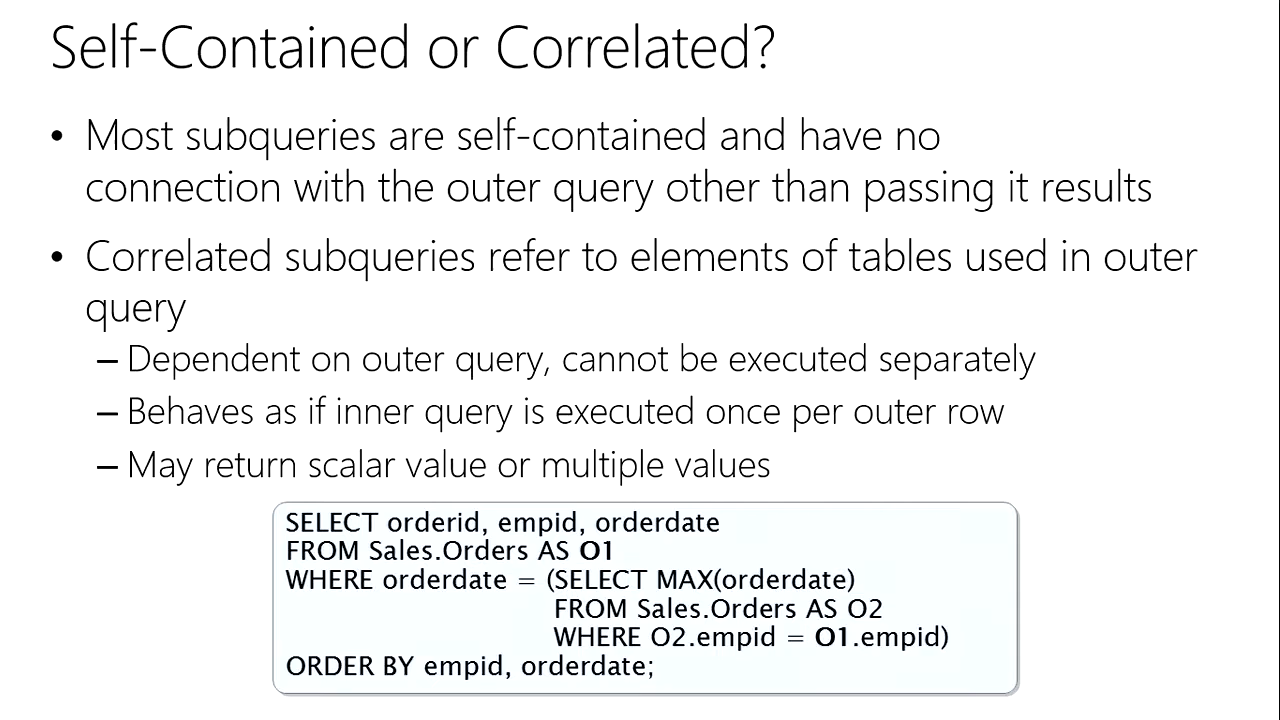 Self-Contained or Correlated?
• Most subqueries are self-contained and have no
connection with the outer query other than passing it results
• Correlated subqueries refer to elements of tables used in outer
query
– Dependent on outer query, cannot be executed separately
– Behaves as if inner query is executed once per outer row
– May return scalar value or multiple values
SELECT orderid, empid, orderdate
FROM Sales.Orders AS O1
WHERE orderdate = (SELECT MAX(orderdate)
FROM Sales.Orders AS O2
WHERE O2.empid = O1.empid)
ORDER BY empid, orderdate;